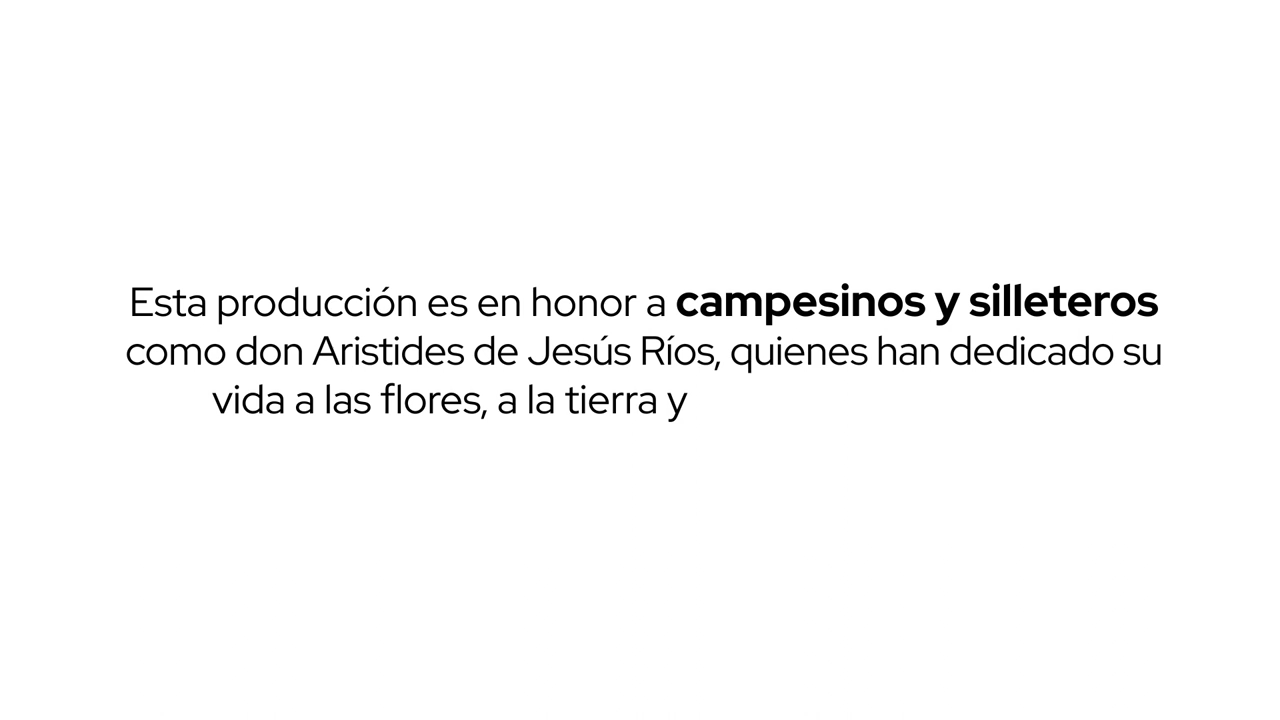 Esta producción es en honor a campesinos y silleteros
como don Aristides de Jesús Ríos, quienes han dedicado su
vida a las flores, a la tierra y